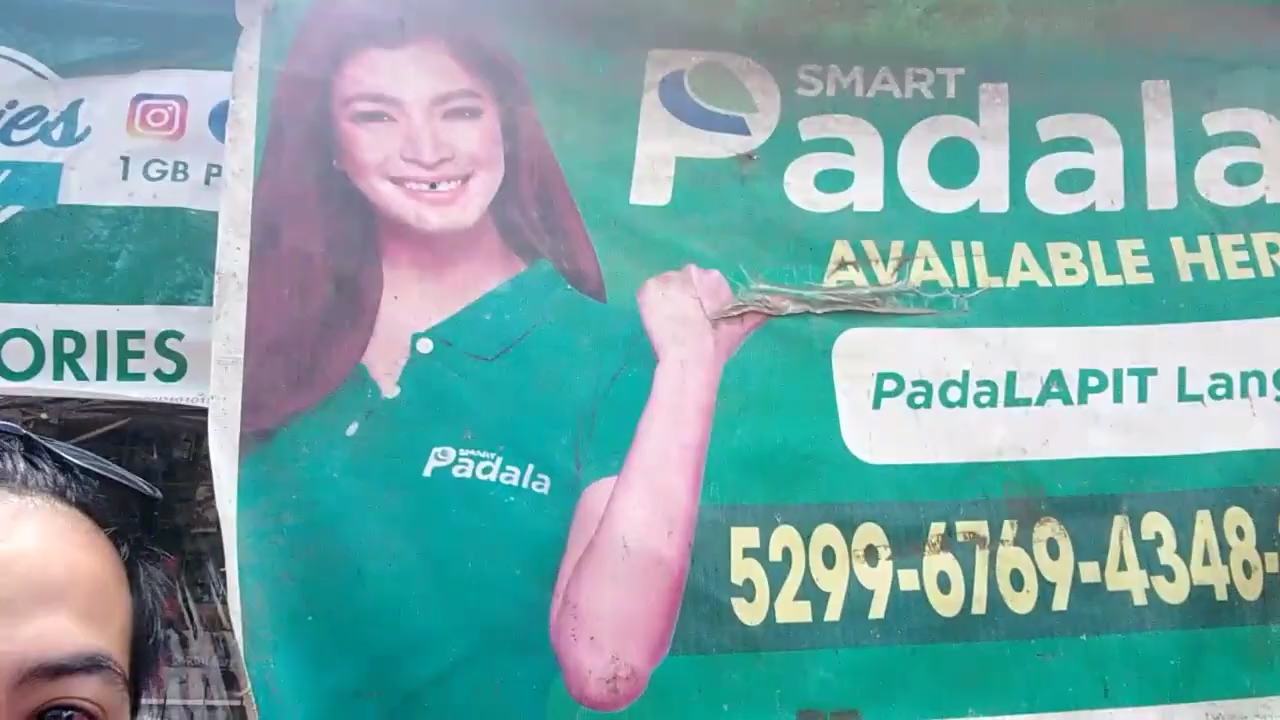 ies
1 GB P
ORIES
SMART
Padala
AVAILABLE HER
PadaLAPIT Lang
5299-6769-4348-
SMART
Padala